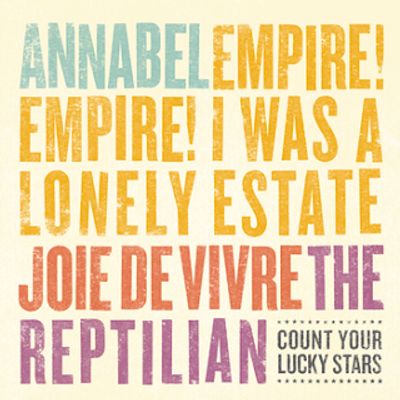 ANNABEL EMPIRE!
EMPIRE! I WAS A
LONELY ESTATE
JOIE DE VIVRE THE
REPTILIAN COUNT YOUR
LUCKY STARS